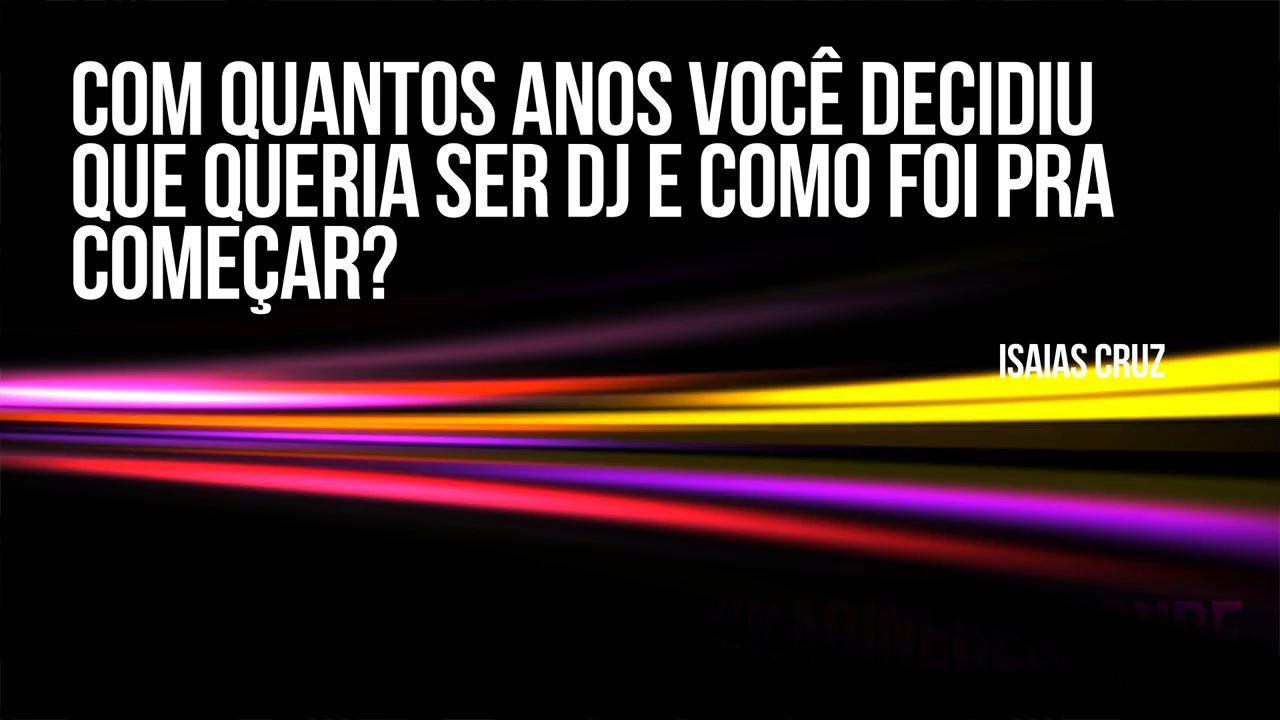 COM QUANTOS ANOS VOCÊ DECIDIU
QUE QUERIA SER DJ E COMO FOI PRA
COMEÇAR?
ISAIAS CRUZ